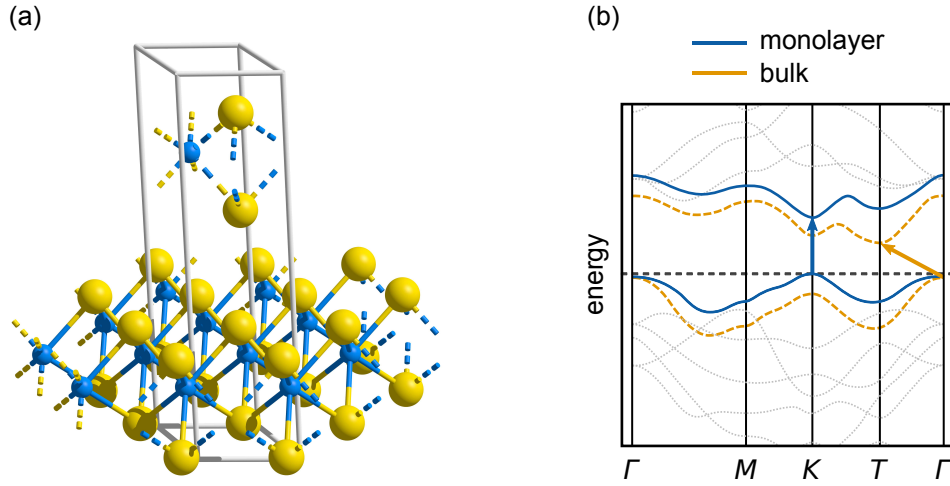 (a)
(b)
monolayer
bulk
energy
Γ M K T Γ